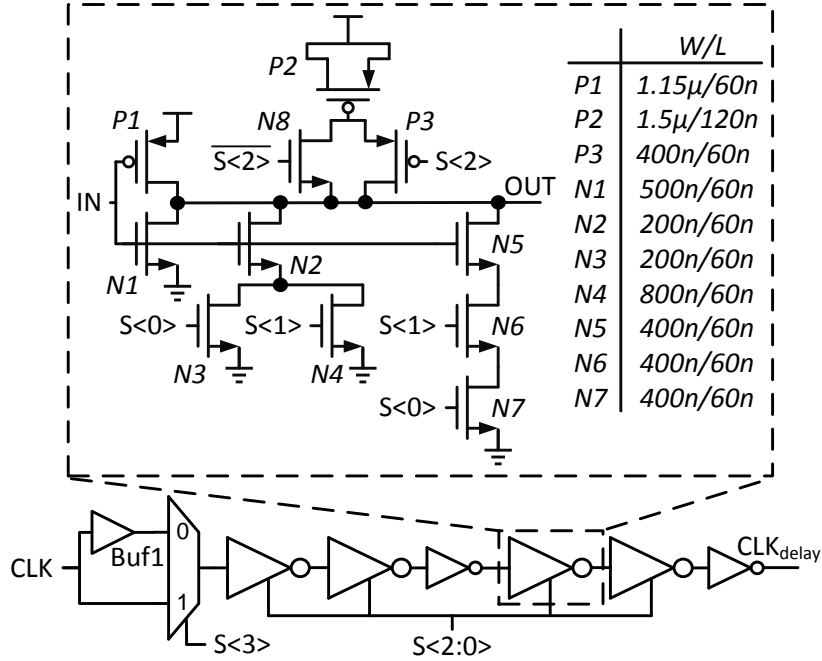 W/L
P1 1.15µ/60n
P2 1.5µ/120n
P3 400n/60n
N1 500n/60n
N2 200n/60n
N3 200n/60n
N4 800n/60n
N5 400n/60n
N6 400n/60n
N7 400n/60n
P2
P1
N8
P3
S<2>
S<2>
OUT
IN
N1
N2
N5
S<0>
S<1>
S<1>
N6
N3
N4
S<0>
N7
CLK
Buf1
0
1
S<3>
S<2:0>
CLKdelay